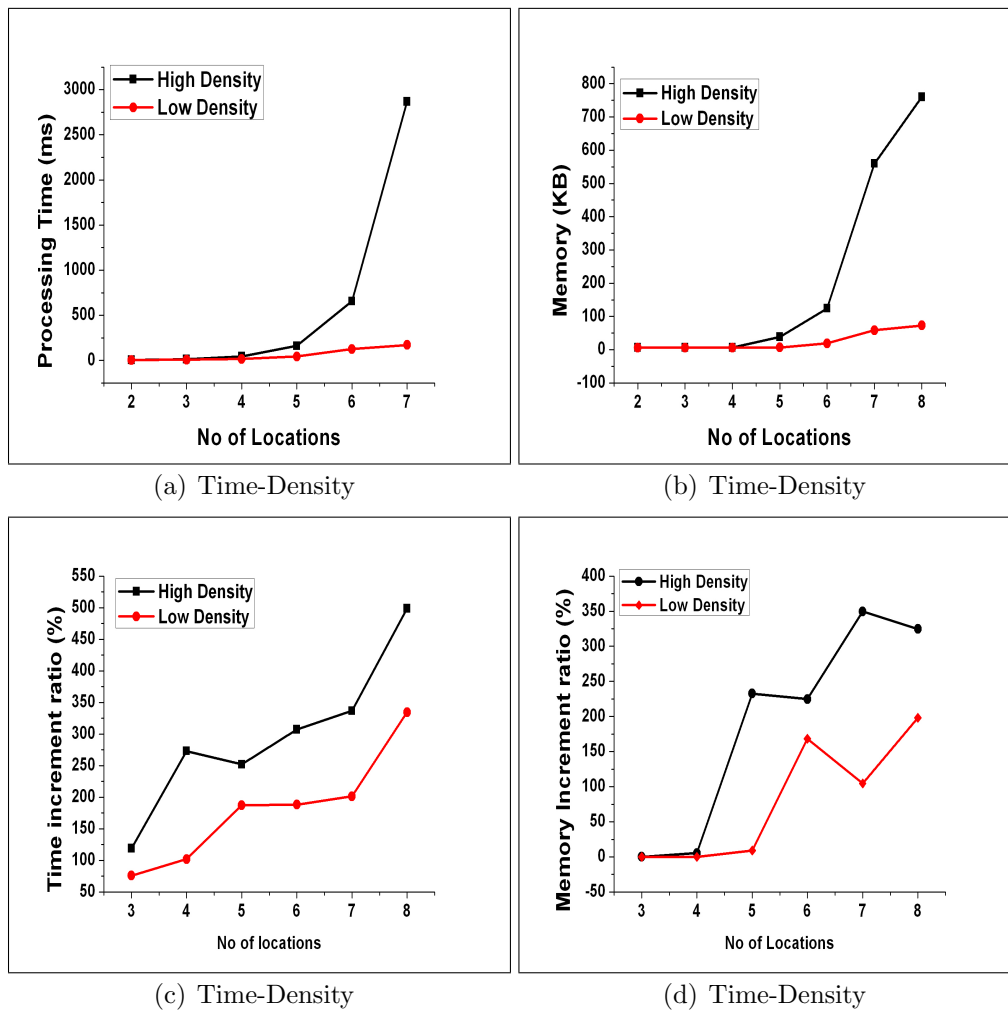 High Density
Low Density
3000
2500
2000
1500
1000
500
0
Processing Time (ms)
2 3 4 5 6 7
No of Locations
(a) Time-Density
High Density
Low Density
800
700
600
500
400
300
200
100
0
-100
Memory (KB)
2 3 4 5 6 7 8
No of Locations
(b) Time-Density
High Density
Low Density
550
500
450
400
350
300
250
200
150
100
50
Time increment ratio (%)
3 4 5 6 7 8
No of locations
(c) Time-Density
High Density
Low Density
400
350
300
250
200
150
100
50
0
-50
Memory Increment ratio (%)
3 4 5 6 7 8
No of Locations
(d) Time-Density